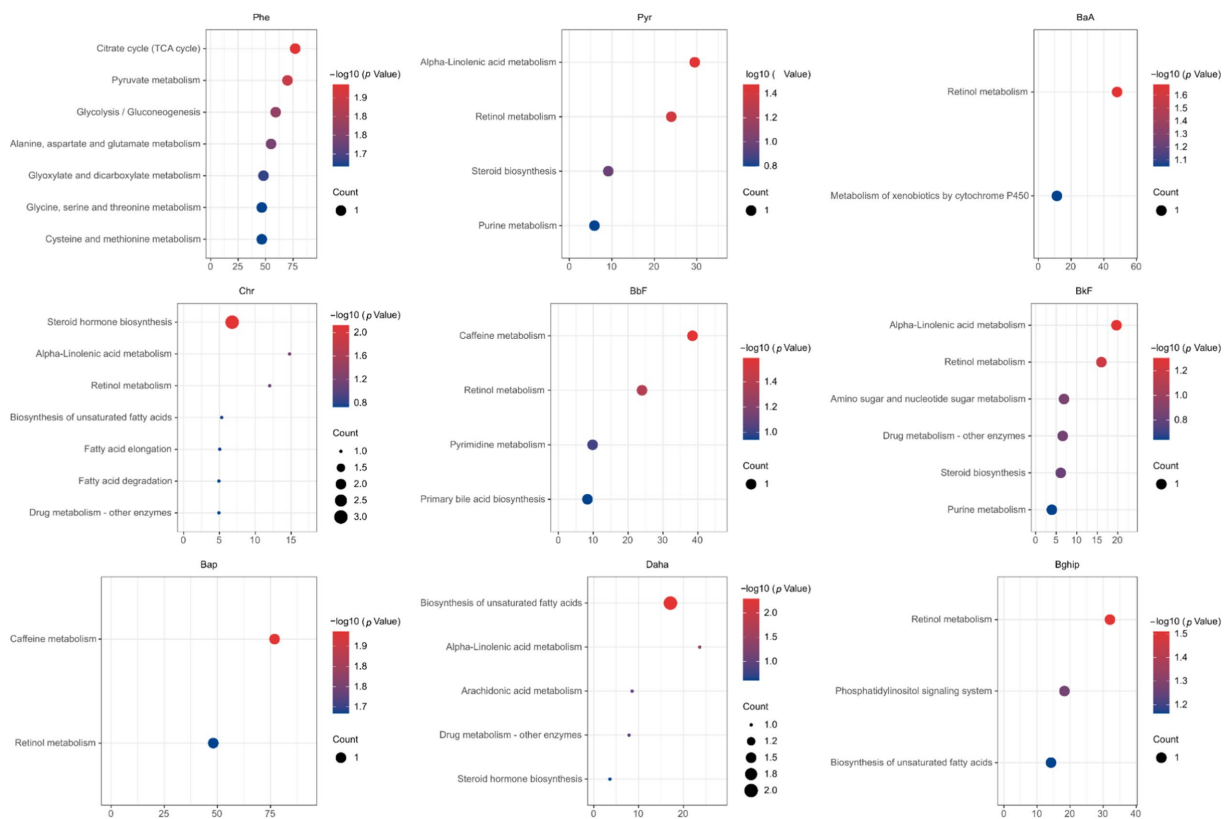 Phe
Citrate cycle (TCA cycle)
Pyruvate metabolism
Glycolysis / Gluconeogenesis
Alanine, aspartate and glutamate metabolism
Glyoxylate and dicarboxylate metabolism
Glycine, serine and threonine metabolism
Cysteine and methionine metabolism
0 25 50 75
−log10 (p Value)
1.9
1.8
1.8
1.7
Count
1
Pyr
Alpha-Linolenic acid metabolism
Retinol metabolism
Steroid biosynthesis
Purine metabolism
0 10 20 30
log10 ( Value)
1.4
1.2
1.0
0.8
Count
1
BaA
Retinol metabolism
Metabolism of xenobiotics by cytochrome P450
0 10 20 30 40 50 60
−log10 (p Value)
1.6
1.5
1.4
1.3
1.2
1.1
Count
1
Chr
Steroid hormone biosynthesis
Alpha-Linolenic acid metabolism
Retinol metabolism
Biosynthesis of unsaturated fatty acids
Fatty acid elongation
Fatty acid degradation
Drug metabolism - other enzymes
0 5 10 15
−log10 (p Value)
2.0
1.6
1.2
0.8
Count
1.0
1.5
2.0
2.5
3.0
BbF
Caffeine metabolism
Retinol metabolism
Pyrimidine metabolism
Primary bile acid biosynthesis
0 10 20 30 40
−log10 (p Value)
1.4
1.2
1.0
Count
1
BkF
Alpha-Linolenic acid metabolism
Retinol metabolism
Amino sugar and nucleotide sugar metabolism
Drug metabolism - other enzymes
Steroid biosynthesis
Purine metabolism
0 5 10 15 20
−log10 (p Value)
1.2
1.0
0.8
Count
1
Bap
Caffeine metabolism
Retinol metabolism
0 25 50 75
−log10 (p Value)
1.9
1.8
1.8
1.7
Count
1
Daha
Biosynthesis of unsaturated fatty acids
Alpha-Linolenic acid metabolism
Arachidonic acid metabolism
Drug metabolism - other enzymes
Steroid hormone biosynthesis
0 10 20
−log10 (p Value)
2.0
1.5
1.0
Count
1.0
1.2
1.5
1.8
2.0
Bghip
Retinol metabolism
Phosphatidylinositol signaling system
Biosynthesis of unsaturated fatty acids
0 10 20 30 40
−log10 (p Value)
1.5
1.4
1.3
1.2
Count
1